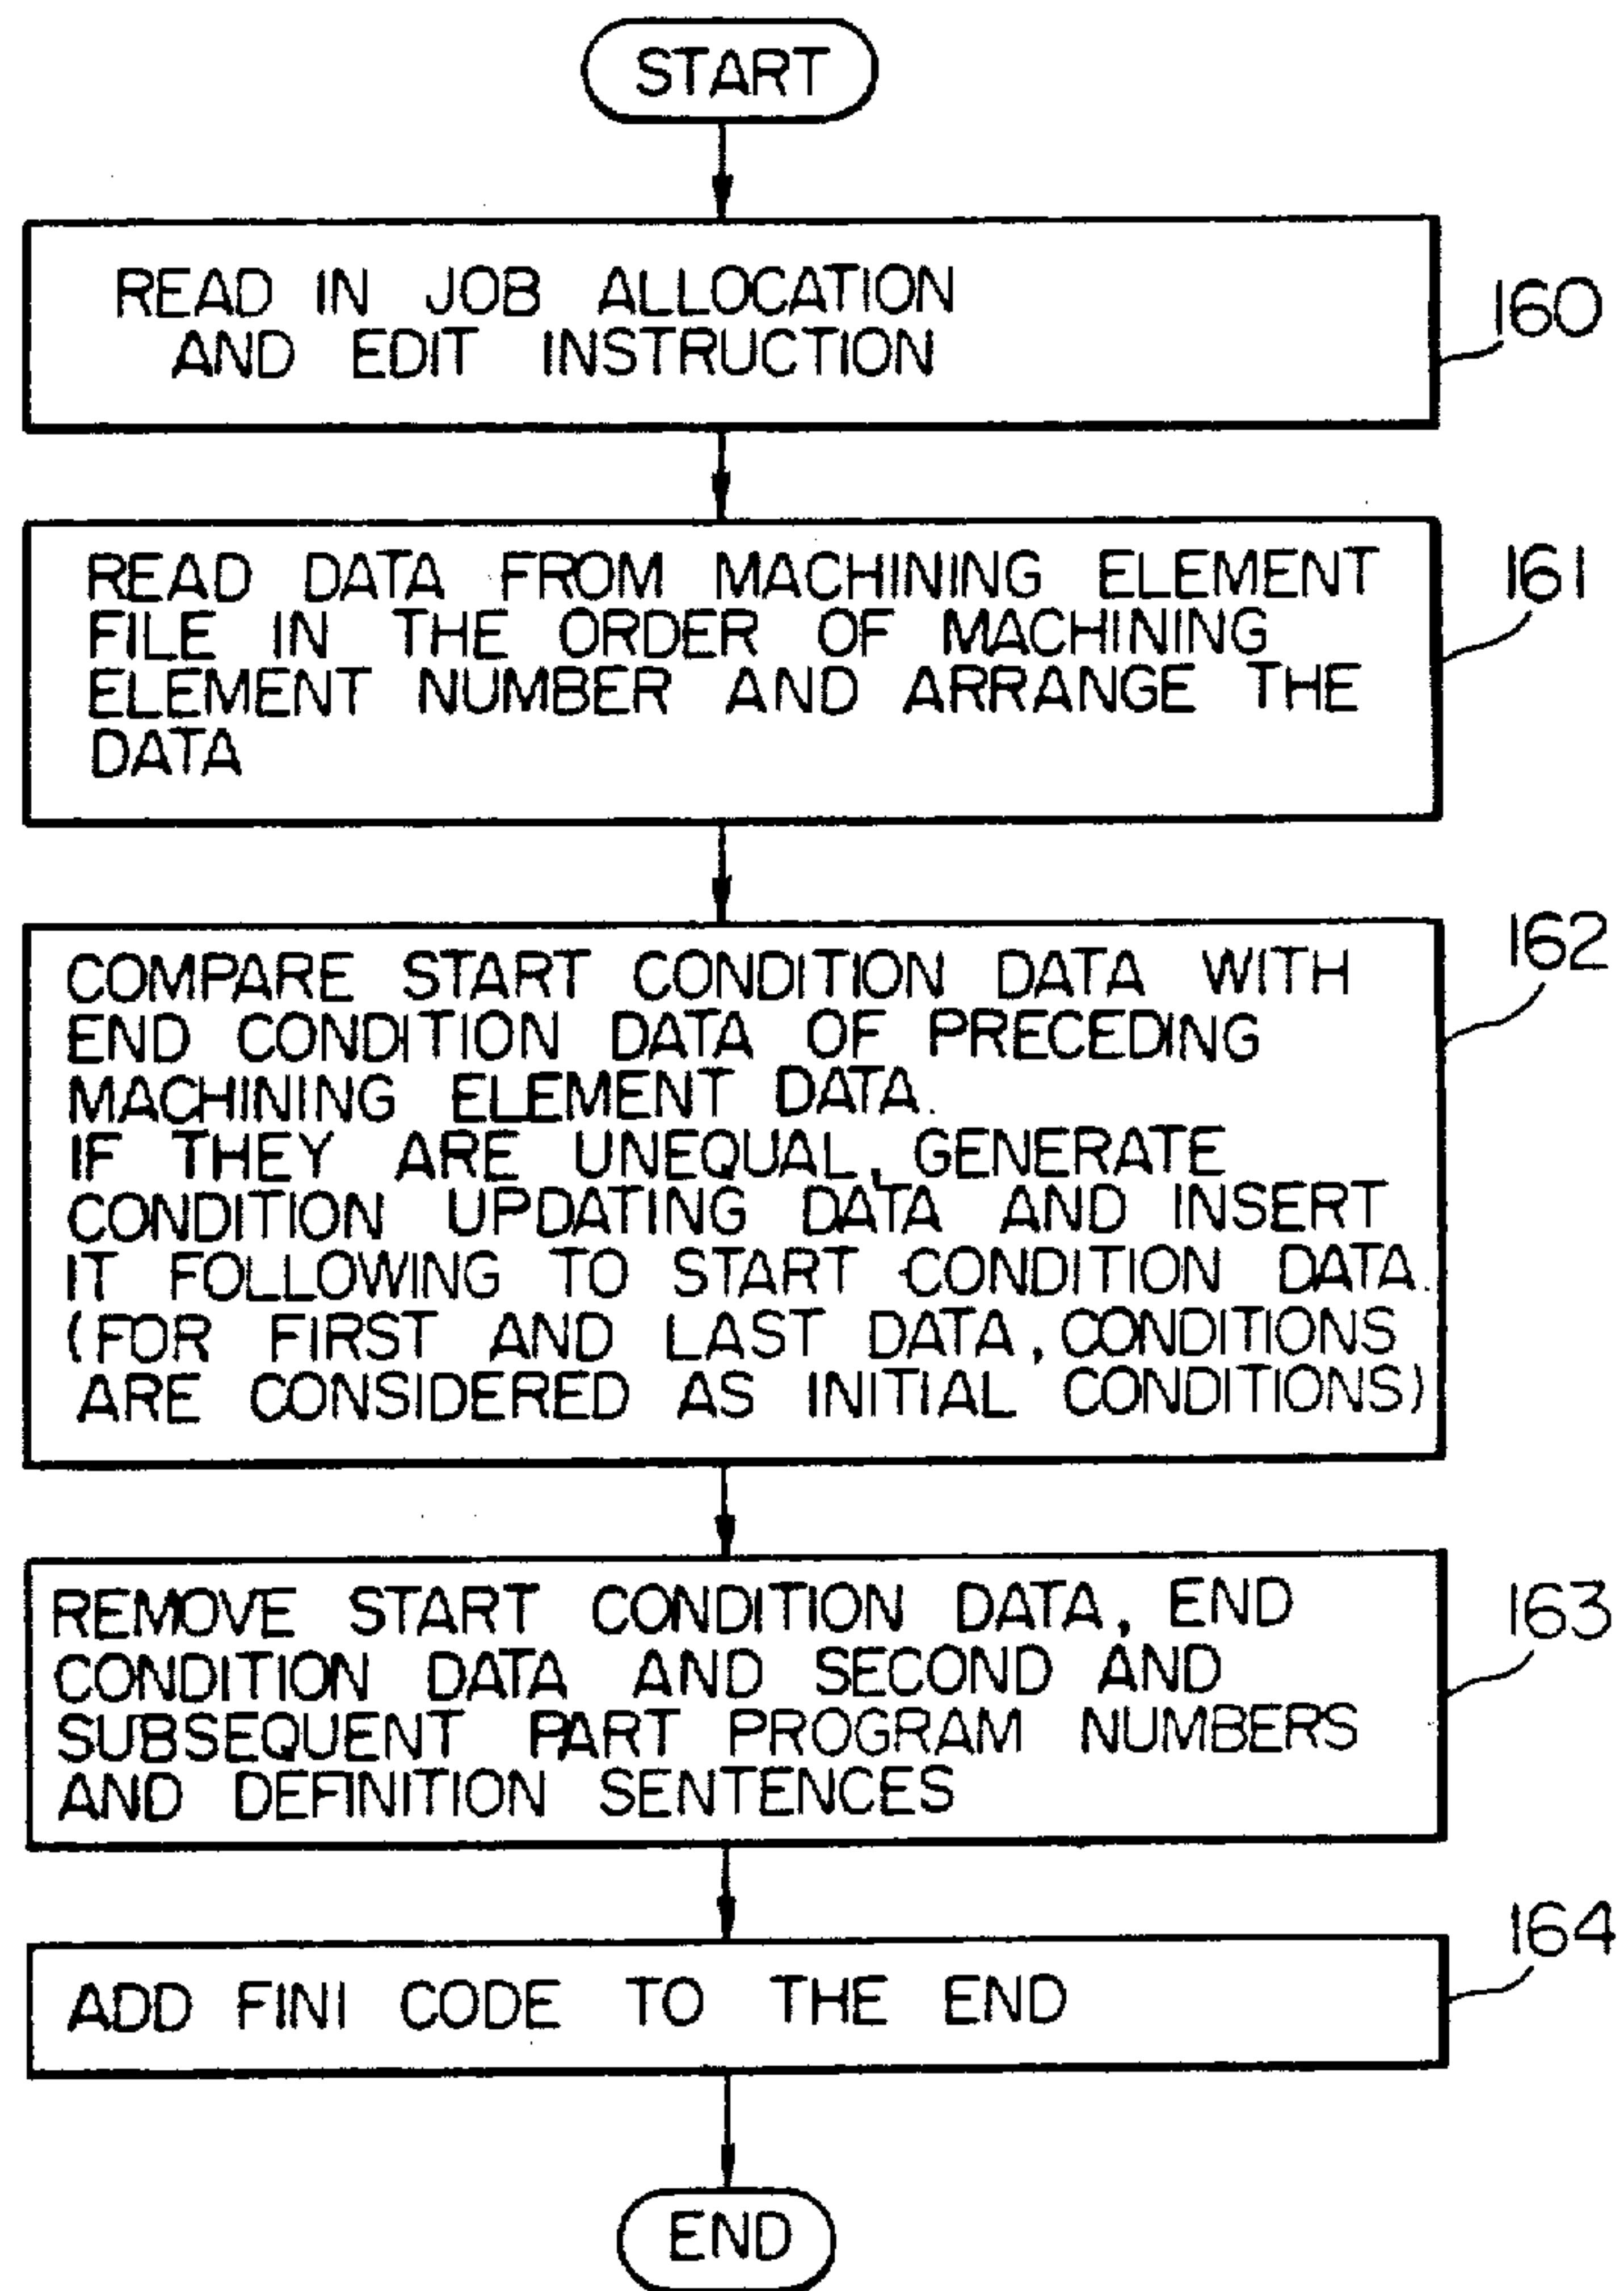 START
READ IN JOB ALLOCATION
AND EDIT INSTRUCTION
160
READ DATA FROM MACHINING ELEMENT
FILE IN THE ORDER OF MACHINING
ELEMENT NUMBER AND ARRANGE THE
DATA
161
COMPARE START CONDITION DATA WITH
END CONDITION DATA OF PRECEDING
MACHINING ELEMENT DATA.
IF THEY ARE UNEQUAL, GENERATE
CONDITION UPDATING DATA AND INSERT
IT FOLLOWING TO START CONDITION DATA.
(FOR FIRST AND LAST DATA, CONDITIONS
ARE CONSIDERED AS INITIAL CONDITIONS)
162
REMOVE START CONDITION DATA, END
CONDITION DATA AND SECOND AND
SUBSEQUENT PART PROGRAM NUMBERS
AND DEFINITION SENTENCES
163
ADD FINI CODE TO THE END
164
END